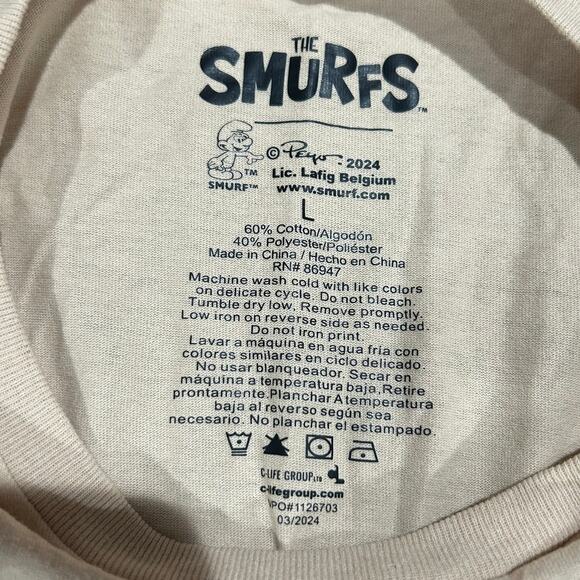 THE
SMURFS™
© Peyo - 2024
™
SMURF™
Lic. Lafig Belgium
www.smurf.com
L
60% Cotton/Algodón
40% Polyester/Poliéster
Made in China / Hecho en China
RN# 86947
Machine wash cold with like colors
on delicate cycle. Do not bleach.
Tumble dry low, Remove promptly.
Low iron on reverse side as needed.
Do not iron print.
Lavar a máquina en agua fría con
colores similares en ciclo delicado.
No usar blanqueador. Secar en
máquina a temperatura baja,Retire
prontamente.Planchar A temperatura
baja al reverso según sea
necesario. No planchar el estampado.
C-LIFE GROUP LTD
c-lifegroup.com
PO#1126703
03/2024